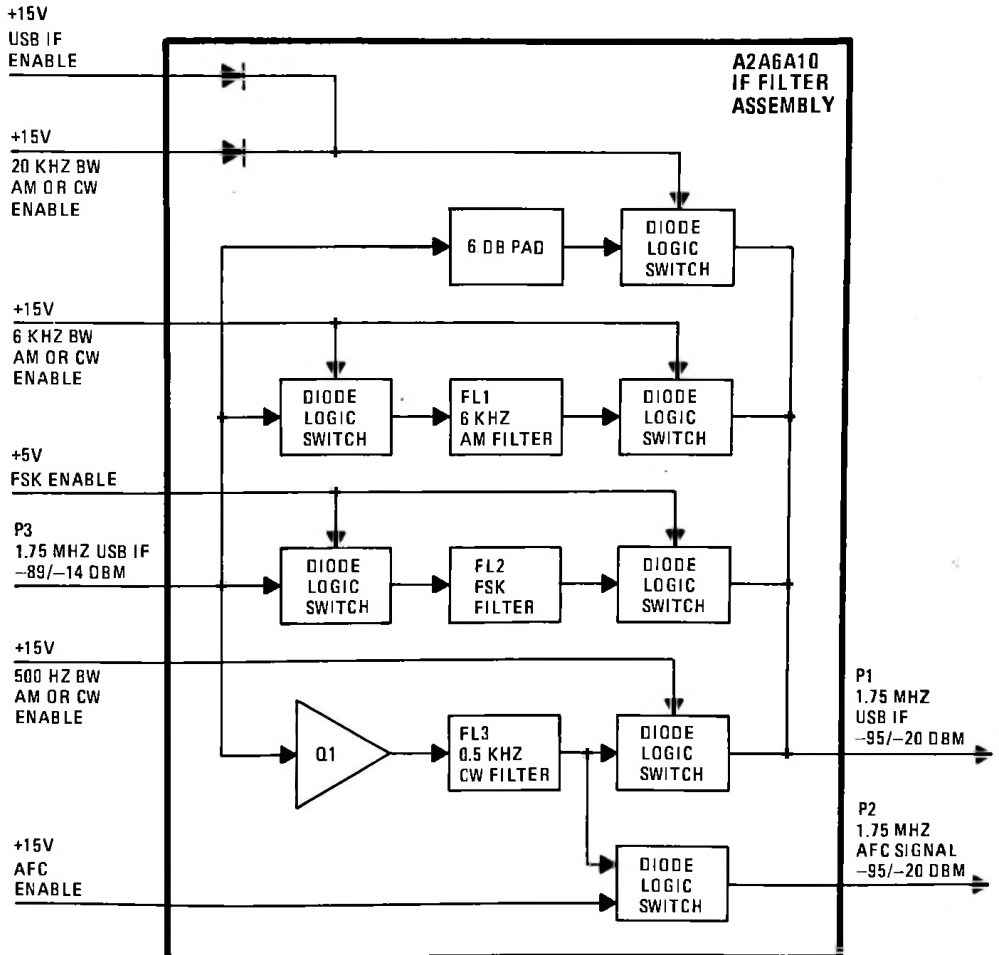 +15V
USB IF
ENABLE
A2A6A10
IF FILTER
ASSEMBLY
+15V
20 KHZ BW
AM OR CW
ENABLE
6 DB PAD
DIODE
LOGIC
SWITCH
+15V
6 KHZ BW
AM OR CW
ENABLE
DIODE
LOGIC
SWITCH
FL1
6 KHZ
AM FILTER
DIODE
LOGIC
SWITCH
+5V
FSK ENABLE
P3
1.75 MHZ USB IF
−89/−14 DBM
DIODE
LOGIC
SWITCH
FL2
FSK
FILTER
DIODE
LOGIC
SWITCH
+15V
500 HZ BW
AM OR CW
ENABLE
Q1
FL3
0.5 KHZ
CW FILTER
DIODE
LOGIC
SWITCH
P1
1.75 MHZ
USB IF
−95/−20 DBM
+15V
AFC
ENABLE
DIODE
LOGIC
SWITCH
P2
1.75 MHZ
AFC SIGNAL
−95/−20 DBM